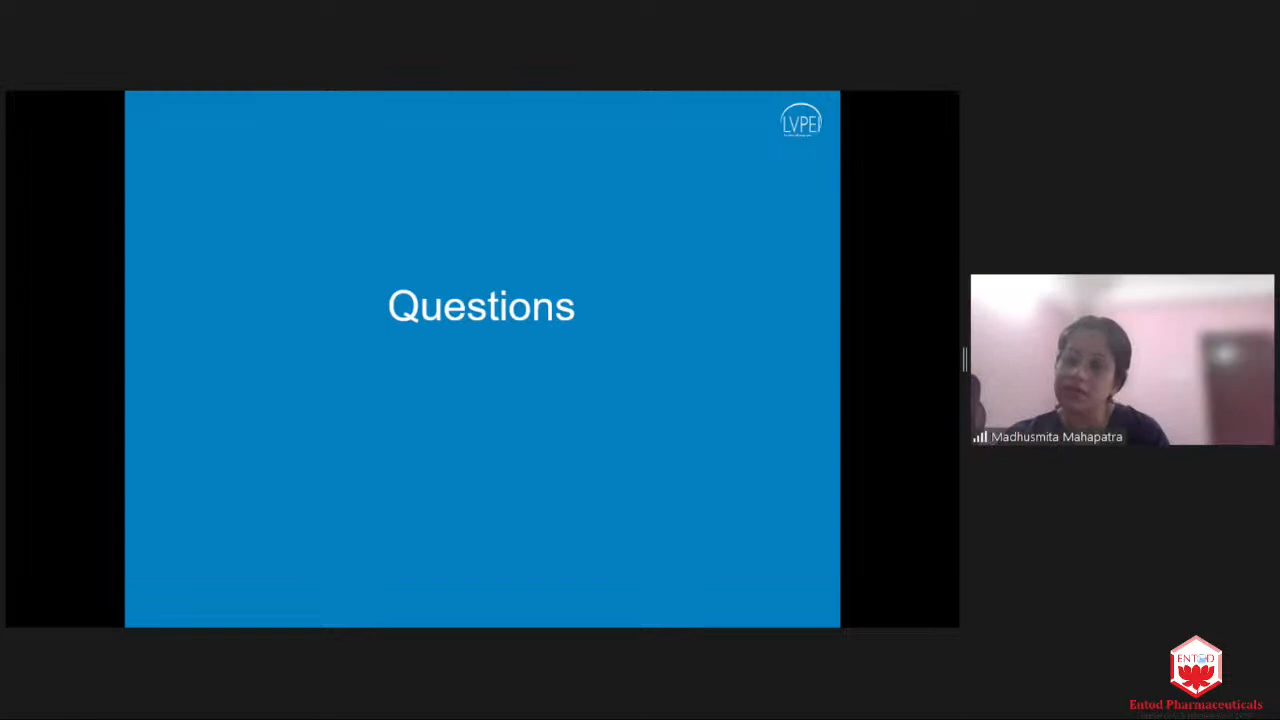 LVPEI
Questions
Madhusmita Mahapatra
ENTOD
Entod Pharmaceuticals